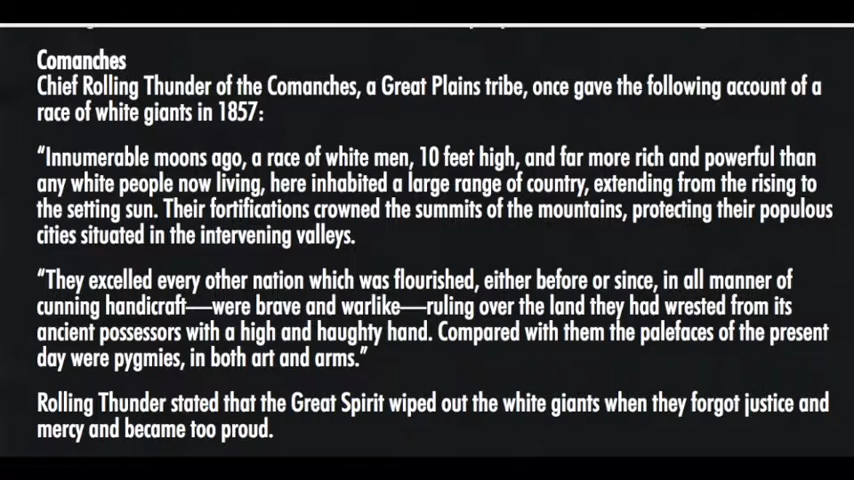 Comanches
Chief Rolling Thunder of the Comanches, a Great Plains tribe, once gave the following account of a
race of white giants in 1857:
“Innumerable moons ago, a race of white men, 10 feet high, and far more rich and powerful than
any white people now living, here inhabited a large range of country, extending from the rising to
the setting sun. Their fortifications crowned the summits of the mountains, protecting their populous
cities situated in the intervening valleys.
“They excelled every other nation which was flourished, either before or since, in all manner of
cunning handicraft—were brave and warlike—ruling over the land they had wrested from its
ancient possessors with a high and haughty hand. Compared with them the palefaces of the present
day were pygmies, in both art and arms.”
Rolling Thunder stated that the Great Spirit wiped out the white giants when they forgot justice and
mercy and became too proud.